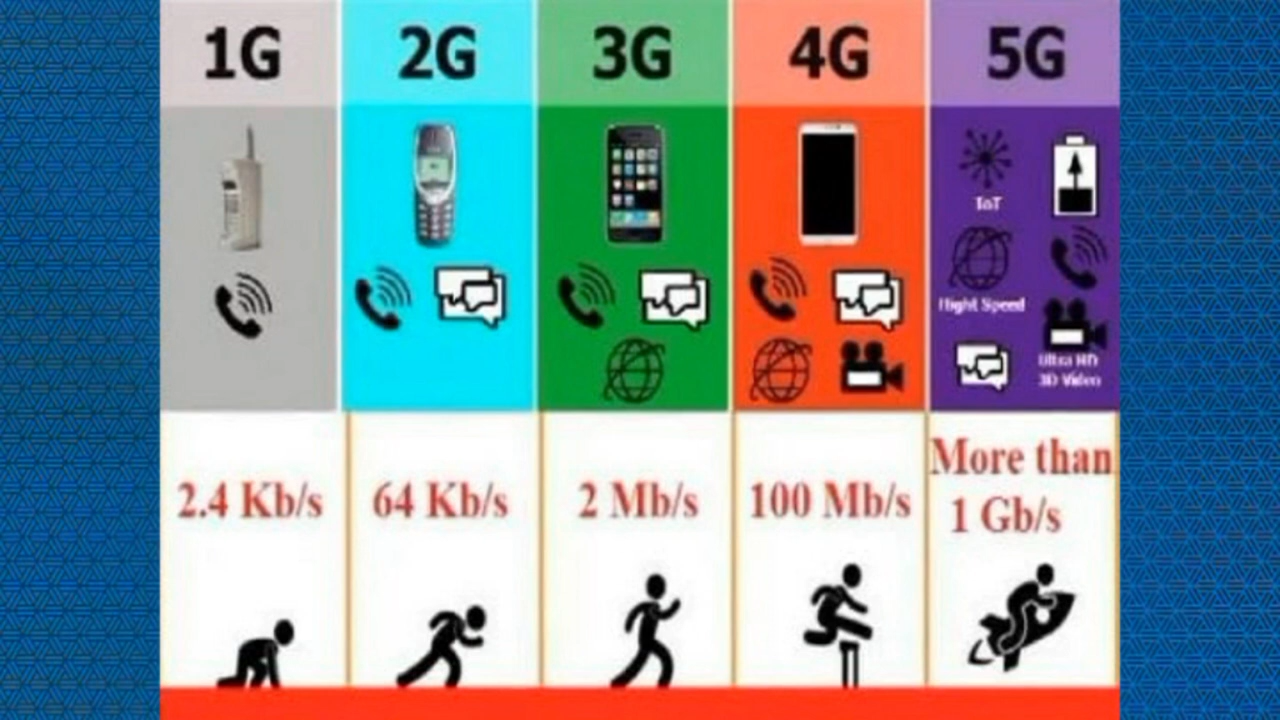 1G
2G
3G
4G
5G
IoT
Hight Speed
Ultra HD
3D Video
2.4 Kb/s
64 Kb/s
2 Mb/s
100 Mb/s
More than
1 Gb/s